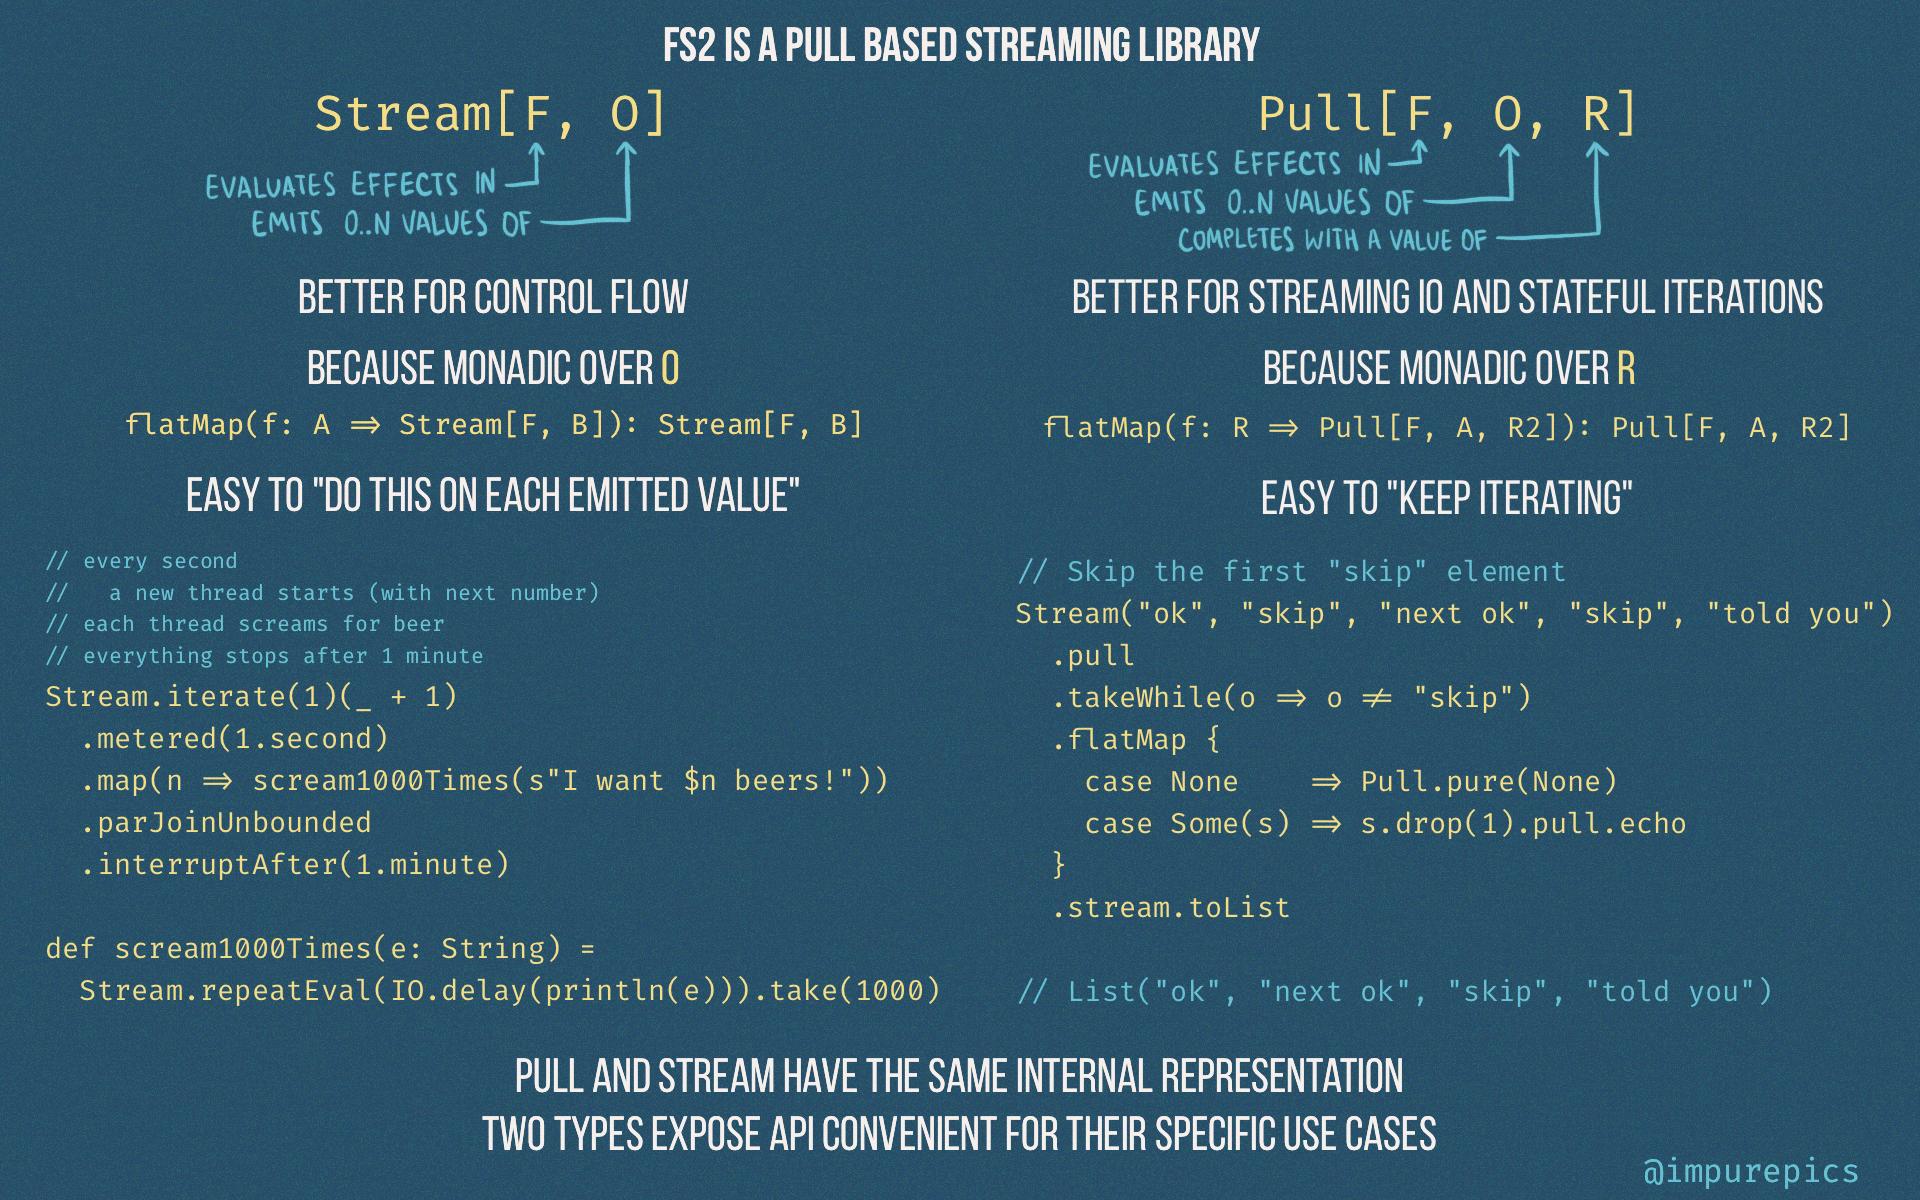 FS2 IS A PULL BASED STREAMING LIBRARY
Stream[F, O]
EVALUATES EFFECTS IN
EMITS 0..N VALUES OF
BETTER FOR CONTROL FLOW
BECAUSE MONADIC OVER O
flatMap(f: A => Stream[F, B]): Stream[F, B]
EASY TO "DO THIS ON EACH EMITTED VALUE"
// every second
//   a new thread starts (with next number)
// each thread screams for beer
// everything stops after 1 minute
Stream.iterate(1)(_ + 1)
  .metered(1.second)
  .map(n => scream1000Times(s"I want $n beers!"))
  .parJoinUnbounded
  .interruptAfter(1.minute)
def scream1000Times(e: String) =
  Stream.repeatEval(IO.delay(println(e))).take(1000)
Pull[F, O, R]
EVALUATES EFFECTS IN
EMITS 0..N VALUES OF
COMPLETES WITH A VALUE OF
BETTER FOR STREAMING IO AND STATEFUL ITERATIONS
BECAUSE MONADIC OVER R
flatMap(f: R => Pull[F, A, R2]): Pull[F, A, R2]
EASY TO "KEEP ITERATING"
// Skip the first "skip" element
Stream("ok", "skip", "next ok", "skip", "told you")
  .pull
  .takeWhile(o => o != "skip")
  .flatMap {
    case None    => Pull.pure(None)
    case Some(s) => s.drop(1).pull.echo
  }
  .stream.toList
// List("ok", "next ok", "skip", "told you")
PULL AND STREAM HAVE THE SAME INTERNAL REPRESENTATION
TWO TYPES EXPOSE API CONVENIENT FOR THEIR SPECIFIC USE CASES
@impurepics